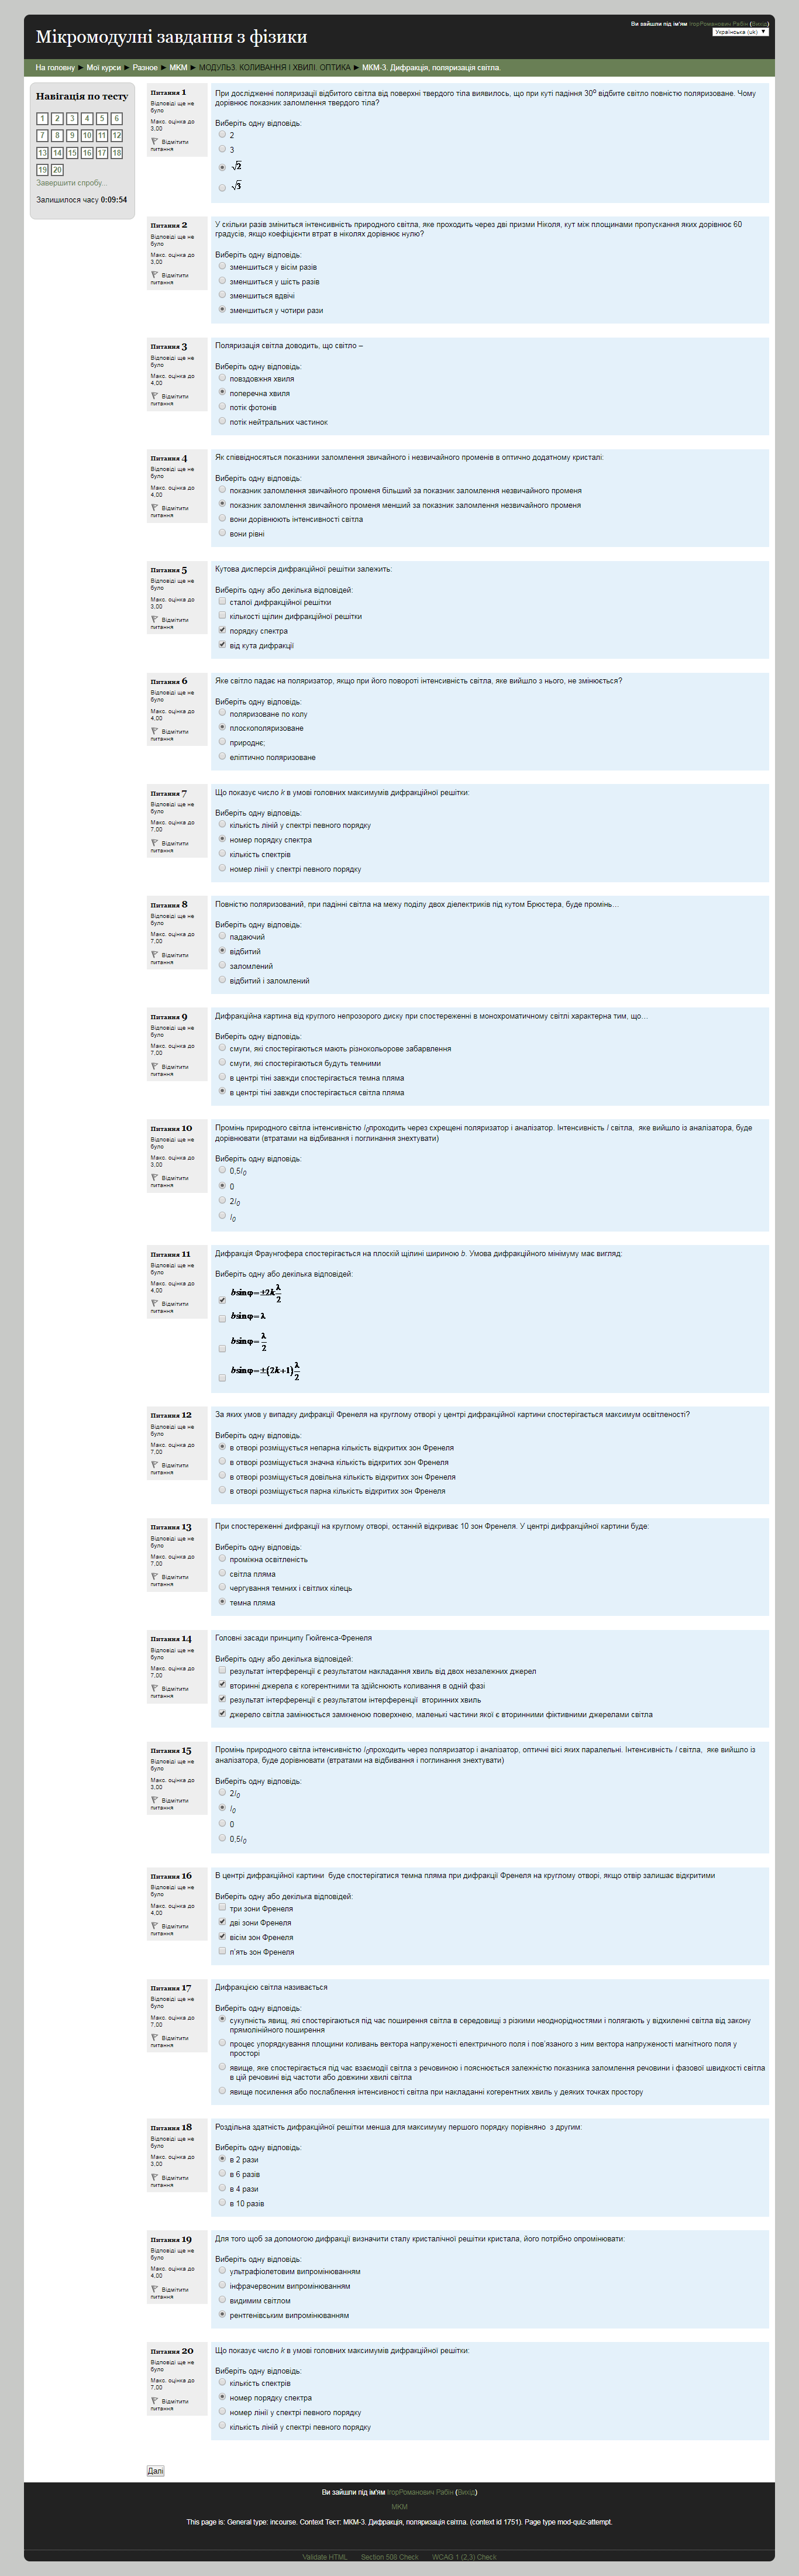 Ви зайшли під ім'ям ІгорРоманович Рабін (Вихід)
Українська (uk)
Мікромодулні завдання з фізики
На головну ► Мої курси ► Разное ► МКМ ► МОДУЛЬ3. КОЛИВАННЯ І ХВИЛІ. ОПТИКА ► МКМ-3. Дифракція, поляризація світла.
Навігація по тесту
1 2 3 4 5 6
7 8 9 10 11 12
13 14 15 16 17 18
19 20
Завершити спробу...
Залишилося часу 0:09:54
Питання 1
Відповіді ще не
було
Макс. оцінка до
3,00
Відмітити
питання
При дослідженні поляризації відбитого світла від поверхні твердого тіла виявилось, що при куті падіння 30⁰ відбите світло повністю поляризоване. Чому
дорівнює показник заломлення твердого тіла?
Виберіть одну відповідь:
2
3
√2
√3
Питання 2
Відповіді ще не
було
Макс. оцінка до
3,00
Відмітити
питання
У скільки разів зміниться інтенсивність природного світла, яке проходить через дві призми Ніколя, кут між площинами пропускання яких дорівнює 60
градусів, якщо коефіцієнти втрат в ніколях дорівнює нулю?
Виберіть одну відповідь:
зменшиться у вісім разів
зменшиться у шість разів
зменшиться вдвічі
зменшиться у чотири рази
Питання 3
Відповіді ще не
було
Макс. оцінка до
4,00
Відмітити
питання
Поляризація світла доводить, що світло –
Виберіть одну відповідь:
повздовжня хвиля
поперечна хвиля
потік фотонів
потік нейтральних частинок
Питання 4
Відповіді ще не
було
Макс. оцінка до
4,00
Відмітити
питання
Як співвідносяться показники заломлення звичайного і незвичайного променів в оптично додатному кристалі:
Виберіть одну відповідь:
показник заломлення звичайного променя більший за показник заломлення незвичайного променя
показник заломлення звичайного променя менший за показник заломлення незвичайного променя
вони дорівнюють інтенсивності світла
вони рівні
Питання 5
Відповіді ще не
було
Макс. оцінка до
3,00
Відмітити
питання
Кутова дисперсія дифракційної решітки залежить:
Виберіть одну або декілька відповідей:
сталої дифракційної решітки
кількості щілин дифракційної решітки
порядку спектра
від кута дифракції
Питання 6
Відповіді ще не
було
Макс. оцінка до
4,00
Відмітити
питання
Яке світло падає на поляризатор, якщо при його повороті інтенсивність світла, яке вийшло з нього, не змінюється?
Виберіть одну відповідь:
поляризоване по колу
плоскополяризоване
природнє;
еліптично поляризоване
Питання 7
Відповіді ще не
було
Макс. оцінка до
7,00
Відмітити
питання
Що показує число k в умові головних максимумів дифракційної решітки:
Виберіть одну відповідь:
кількість ліній у спектрі певного порядку
номер порядку спектра
кількість спектрів
номер лінії у спектрі певного порядку
Питання 8
Відповіді ще не
було
Макс. оцінка до
7,00
Відмітити
питання
Повністю поляризований, при падінні світла на межу поділу двох діелектриків під кутом Брюстера, буде промінь…
Виберіть одну відповідь:
падаючий
відбитий
заломлений
відбитий і заломлений
Питання 9
Відповіді ще не
було
Макс. оцінка до
7,00
Відмітити
питання
Дифракційна картина від круглого непрозорого диску при спостереженні в монохроматичному світлі характерна тим, що…
Виберіть одну відповідь:
смуги, які спостерігаються мають різнокольорове забарвлення
смуги, які спостерігаються будуть темними
в центрі тіні завжди спостерігається темна пляма
в центрі тіні завжди спостерігається світла пляма
Питання 10
Відповіді ще не
було
Макс. оцінка до
3,00
Відмітити
питання
Промінь природного світла інтенсивністю I₀проходить через схрещені поляризатор і аналізатор. Інтенсивність I світла, яке вийшло із аналізатора, буде
дорівнювати (втратами на відбивання і поглинання знехтувати)
Виберіть одну відповідь:
0,5I₀
0
2I₀
I₀
Питання 11
Відповіді ще не
було
Макс. оцінка до
4,00
Відмітити
питання
Дифракція Фраунгофера спостерігається на плоскій щілині шириною b. Умова дифракційного мінімуму має вигляд:
Виберіть одну або декілька відповідей:
bsinφ=±2k λ/2
bsinφ=λ
bsinφ=λ/2
bsinφ=±(2k+1)λ/2
Питання 12
Відповіді ще не
було
Макс. оцінка до
7,00
Відмітити
питання
За яких умов у випадку дифракції Френеля на круглому отворі у центрі дифракційної картини спостерігається максимум освітленості?
Виберіть одну відповідь:
в отворі розміщується непарна кількість відкритих зон Френеля
в отворі розміщується значна кількість відкритих зон Френеля
в отворі розміщується довільна кількість відкритих зон Френеля
в отворі розміщується парна кількість відкритих зон Френеля
Питання 13
Відповіді ще не
було
Макс. оцінка до
7,00
Відмітити
питання
При спостереженні дифракції на круглому отворі, останній відкриває 10 зон Френеля. У центрі дифракційної картини буде:
Виберіть одну відповідь:
проміжна освітленість
світла пляма
чергування темних і світлих кілець
темна пляма
Питання 14
Відповіді ще не
було
Макс. оцінка до
7,00
Відмітити
питання
Головні засади принципу Гюйгенса-Френеля
Виберіть одну або декілька відповідей:
результат інтерференції є результатом накладання хвиль від двох незалежних джерел
вторинні джерела є когерентними та здійснюють коливання в одній фазі
результат інтерференції є результатом інтерференції вторинних хвиль
джерело світла замінюється замкненою поверхнею, маленькі частини якої є вторинними фіктивними джерелами світла
Питання 15
Відповіді ще не
було
Макс. оцінка до
3,00
Відмітити
питання
Промінь природного світла інтенсивністю I₀проходить через поляризатор і аналізатор, оптичні вісі яких паралельні. Інтенсивність I світла, яке вийшло із
аналізатора, буде дорівнювати (втратами на відбивання і поглинання знехтувати)
Виберіть одну відповідь:
2I₀
I₀
0
0,5I₀
Питання 16
Відповіді ще не
було
Макс. оцінка до
4,00
Відмітити
питання
В центрі дифракційної картини буде спостерігатися темна пляма при дифракції Френеля на круглому отворі, якщо отвір залишає відкритими
Виберіть одну або декілька відповідей:
три зони Френеля
дві зони Френеля
вісім зон Френеля
п'ять зон Френеля
Питання 17
Відповіді ще не
було
Макс. оцінка до
7,00
Відмітити
питання
Дифракцією світла називається
Виберіть одну відповідь:
сукупність явищ, які спостерігаються під час поширення світла в середовищі з різкими неоднорідностями і полягають у відхиленні світла від закону
прямолінійного поширення
процес упорядкування площини коливань вектора напруженості електричного поля і пов'язаного з ним вектора напруженості магнітного поля у
просторі
явище, яке спостерігається під час взаємодії світла з речовиною і пояснюється залежністю показника заломлення речовини і фазової швидкості світла
в цій речовині від частоти або довжини хвилі світла
явище посилення або послаблення інтенсивності світла при накладанні когерентних хвиль у деяких точках простору
Питання 18
Відповіді ще не
було
Макс. оцінка до
3,00
Відмітити
питання
Роздільна здатність дифракційної решітки менша для максимуму першого порядку порівняно з другим:
Виберіть одну відповідь:
в 2 рази
в 6 разів
в 4 рази
в 10 разів
Питання 19
Відповіді ще не
було
Макс. оцінка до
4,00
Відмітити
питання
Для того щоб за допомогою дифракції визначити сталу кристалічної решітки кристала, його потрібно опромінювати:
Виберіть одну відповідь:
ультрафіолетовим випромінюванням
інфрачервоним випромінюванням
видимим світлом
рентгенівським випромінюванням
Питання 20
Відповіді ще не
було
Макс. оцінка до
7,00
Відмітити
питання
Що показує число k в умові головних максимумів дифракційної решітки:
Виберіть одну відповідь:
кількість спектрів
номер порядку спектра
номер лінії у спектрі певного порядку
кількість ліній у спектрі певного порядку
Далі
Ви зайшли під ім'ям ІгорРоманович Рабін (Вихід)
МКМ
This page is: General type: incourse. Context Тест: МКМ-3. Дифракція, поляризація світла. (context id 1751). Page type mod-quiz-attempt.
Validate HTML Section 508 Check WCAG 1 (2,3) Check